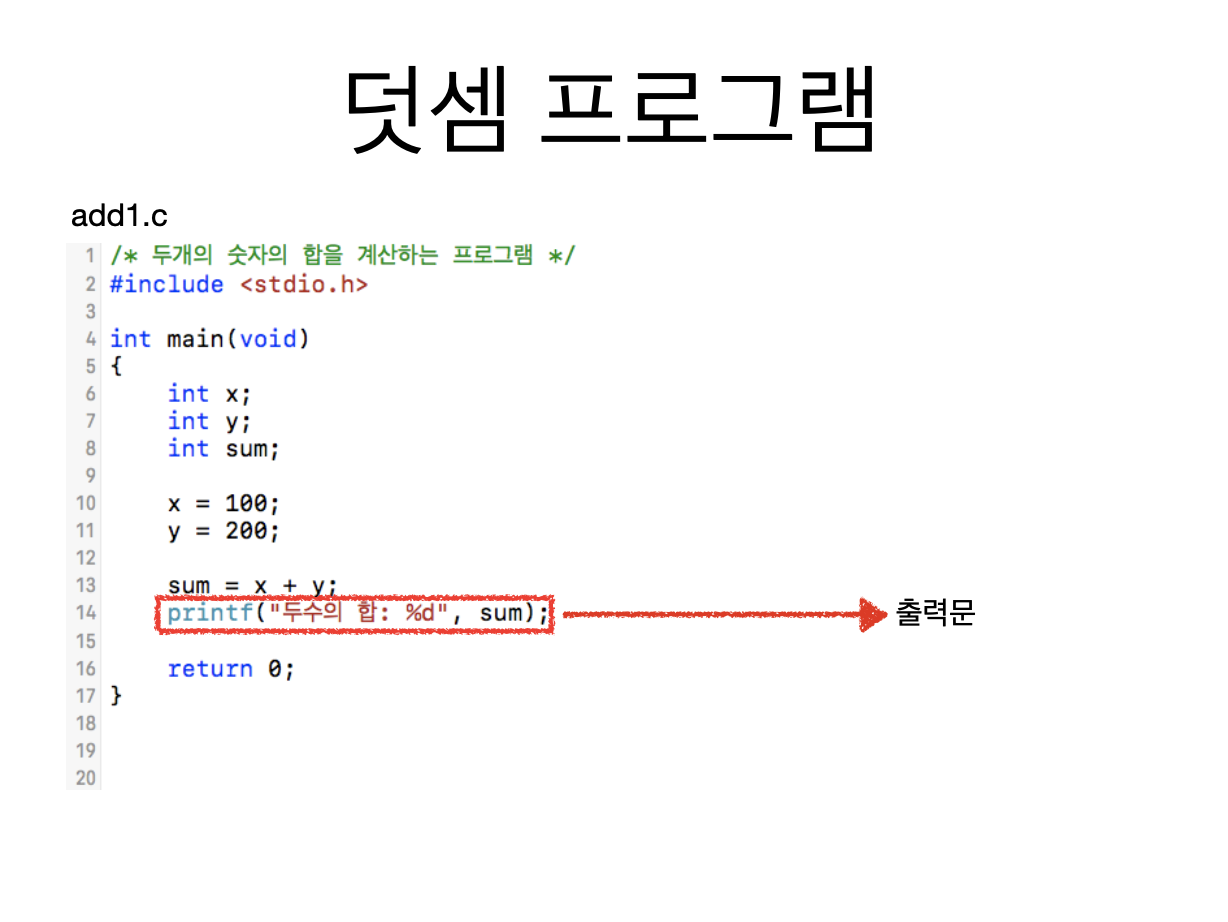 덧셈 프로그램
add1.c
1 /* 두개의 숫자의 합을 계산하는 프로그램 */
2 #include <stdio.h>
3
4 int main(void)
5 {
6     int x;
7     int y;
8     int sum;
9
10     x = 100;
11     y = 200;
12
13     sum = x + y;
14     printf("두수의 합: %d", sum); 출력문
15
16     return 0;
17 }
18
19
20